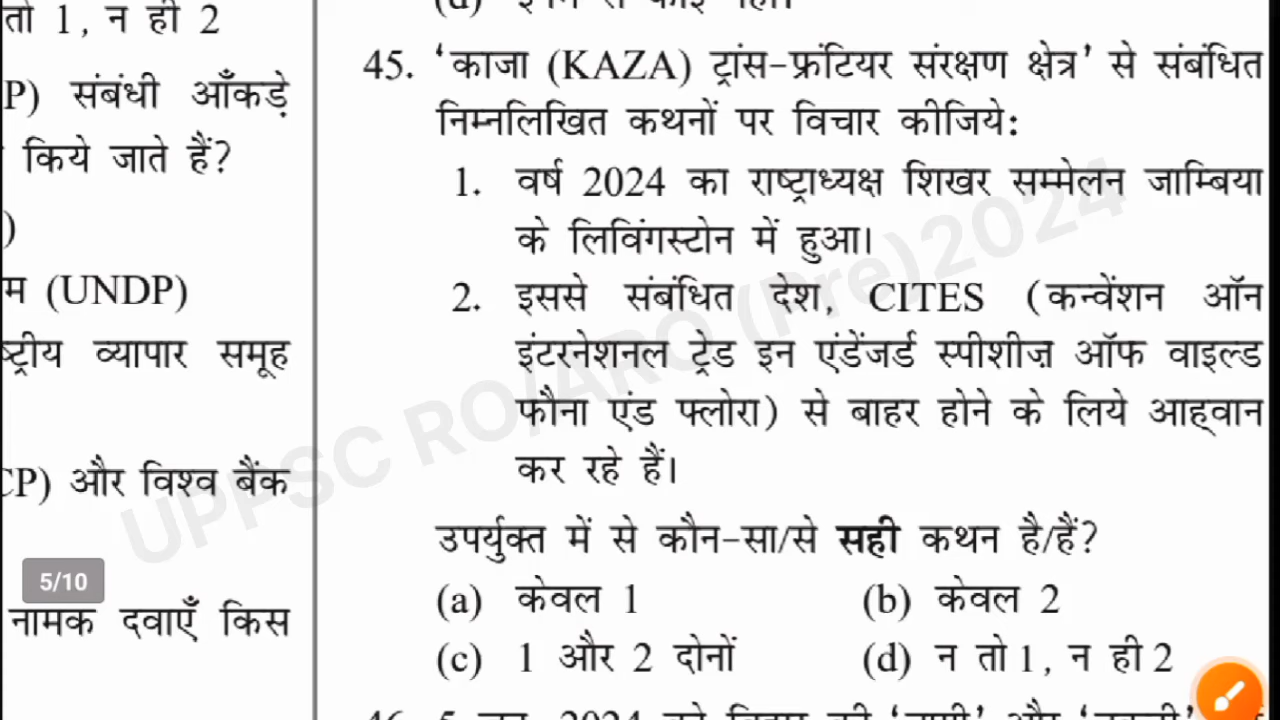 तो 1, न ही 2
P) संबंधी आँकड़े
किये जाते हैं?
)
म (UNDP)
ष्ट्रीय व्यापार समूह
CP) और विश्व बैंक
5/10
नामक दवाएँ किस
45. ‘काजा (KAZA) ट्रांस-फ्रंटियर संरक्षण क्षेत्र’ से संबंधित
निम्नलिखित कथनों पर विचार कीजिये:
1. वर्ष 2024 का राष्ट्राध्यक्ष शिखर सम्मेलन जाम्बिया
के लिविंगस्टोन में हुआ।
2. इससे संबंधित देश, CITES (कन्वेंशन ऑन
इंटरनेशनल ट्रेड इन एंडेंजर्ड स्पीशीज़ ऑफ वाइल्ड
फौना एंड फ्लोरा) से बाहर होने के लिये आह्वान
कर रहे हैं।
उपर्युक्त में से कौन-सा/से सही कथन है/हैं?
(a) केवल 1 (b) केवल 2
(c) 1 और 2 दोनों (d) न तो 1, न ही 2
UPPSC RO/ARO (Pre) 2024